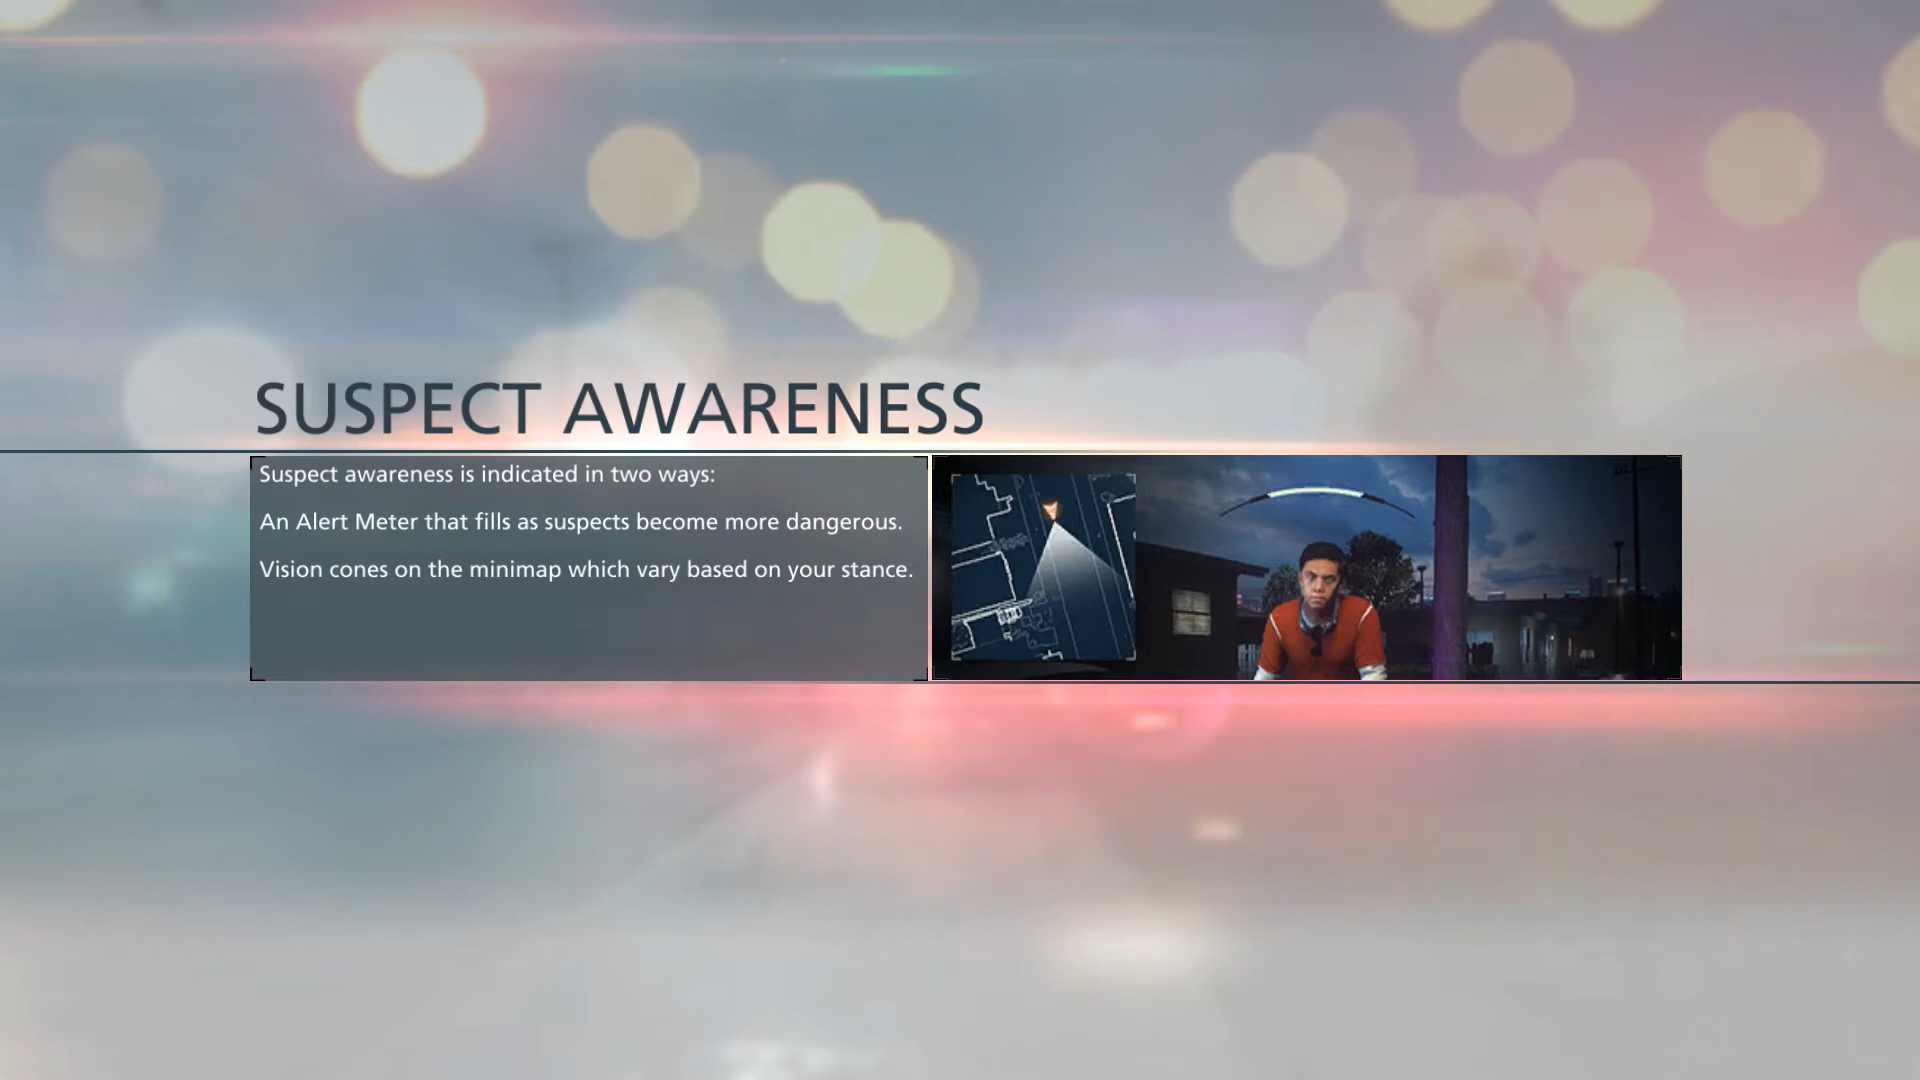 SUSPECT AWARENESS
Suspect awareness is indicated in two ways:
An Alert Meter that fills as suspects become more dangerous.
Vision cones on the minimap which vary based on your stance.